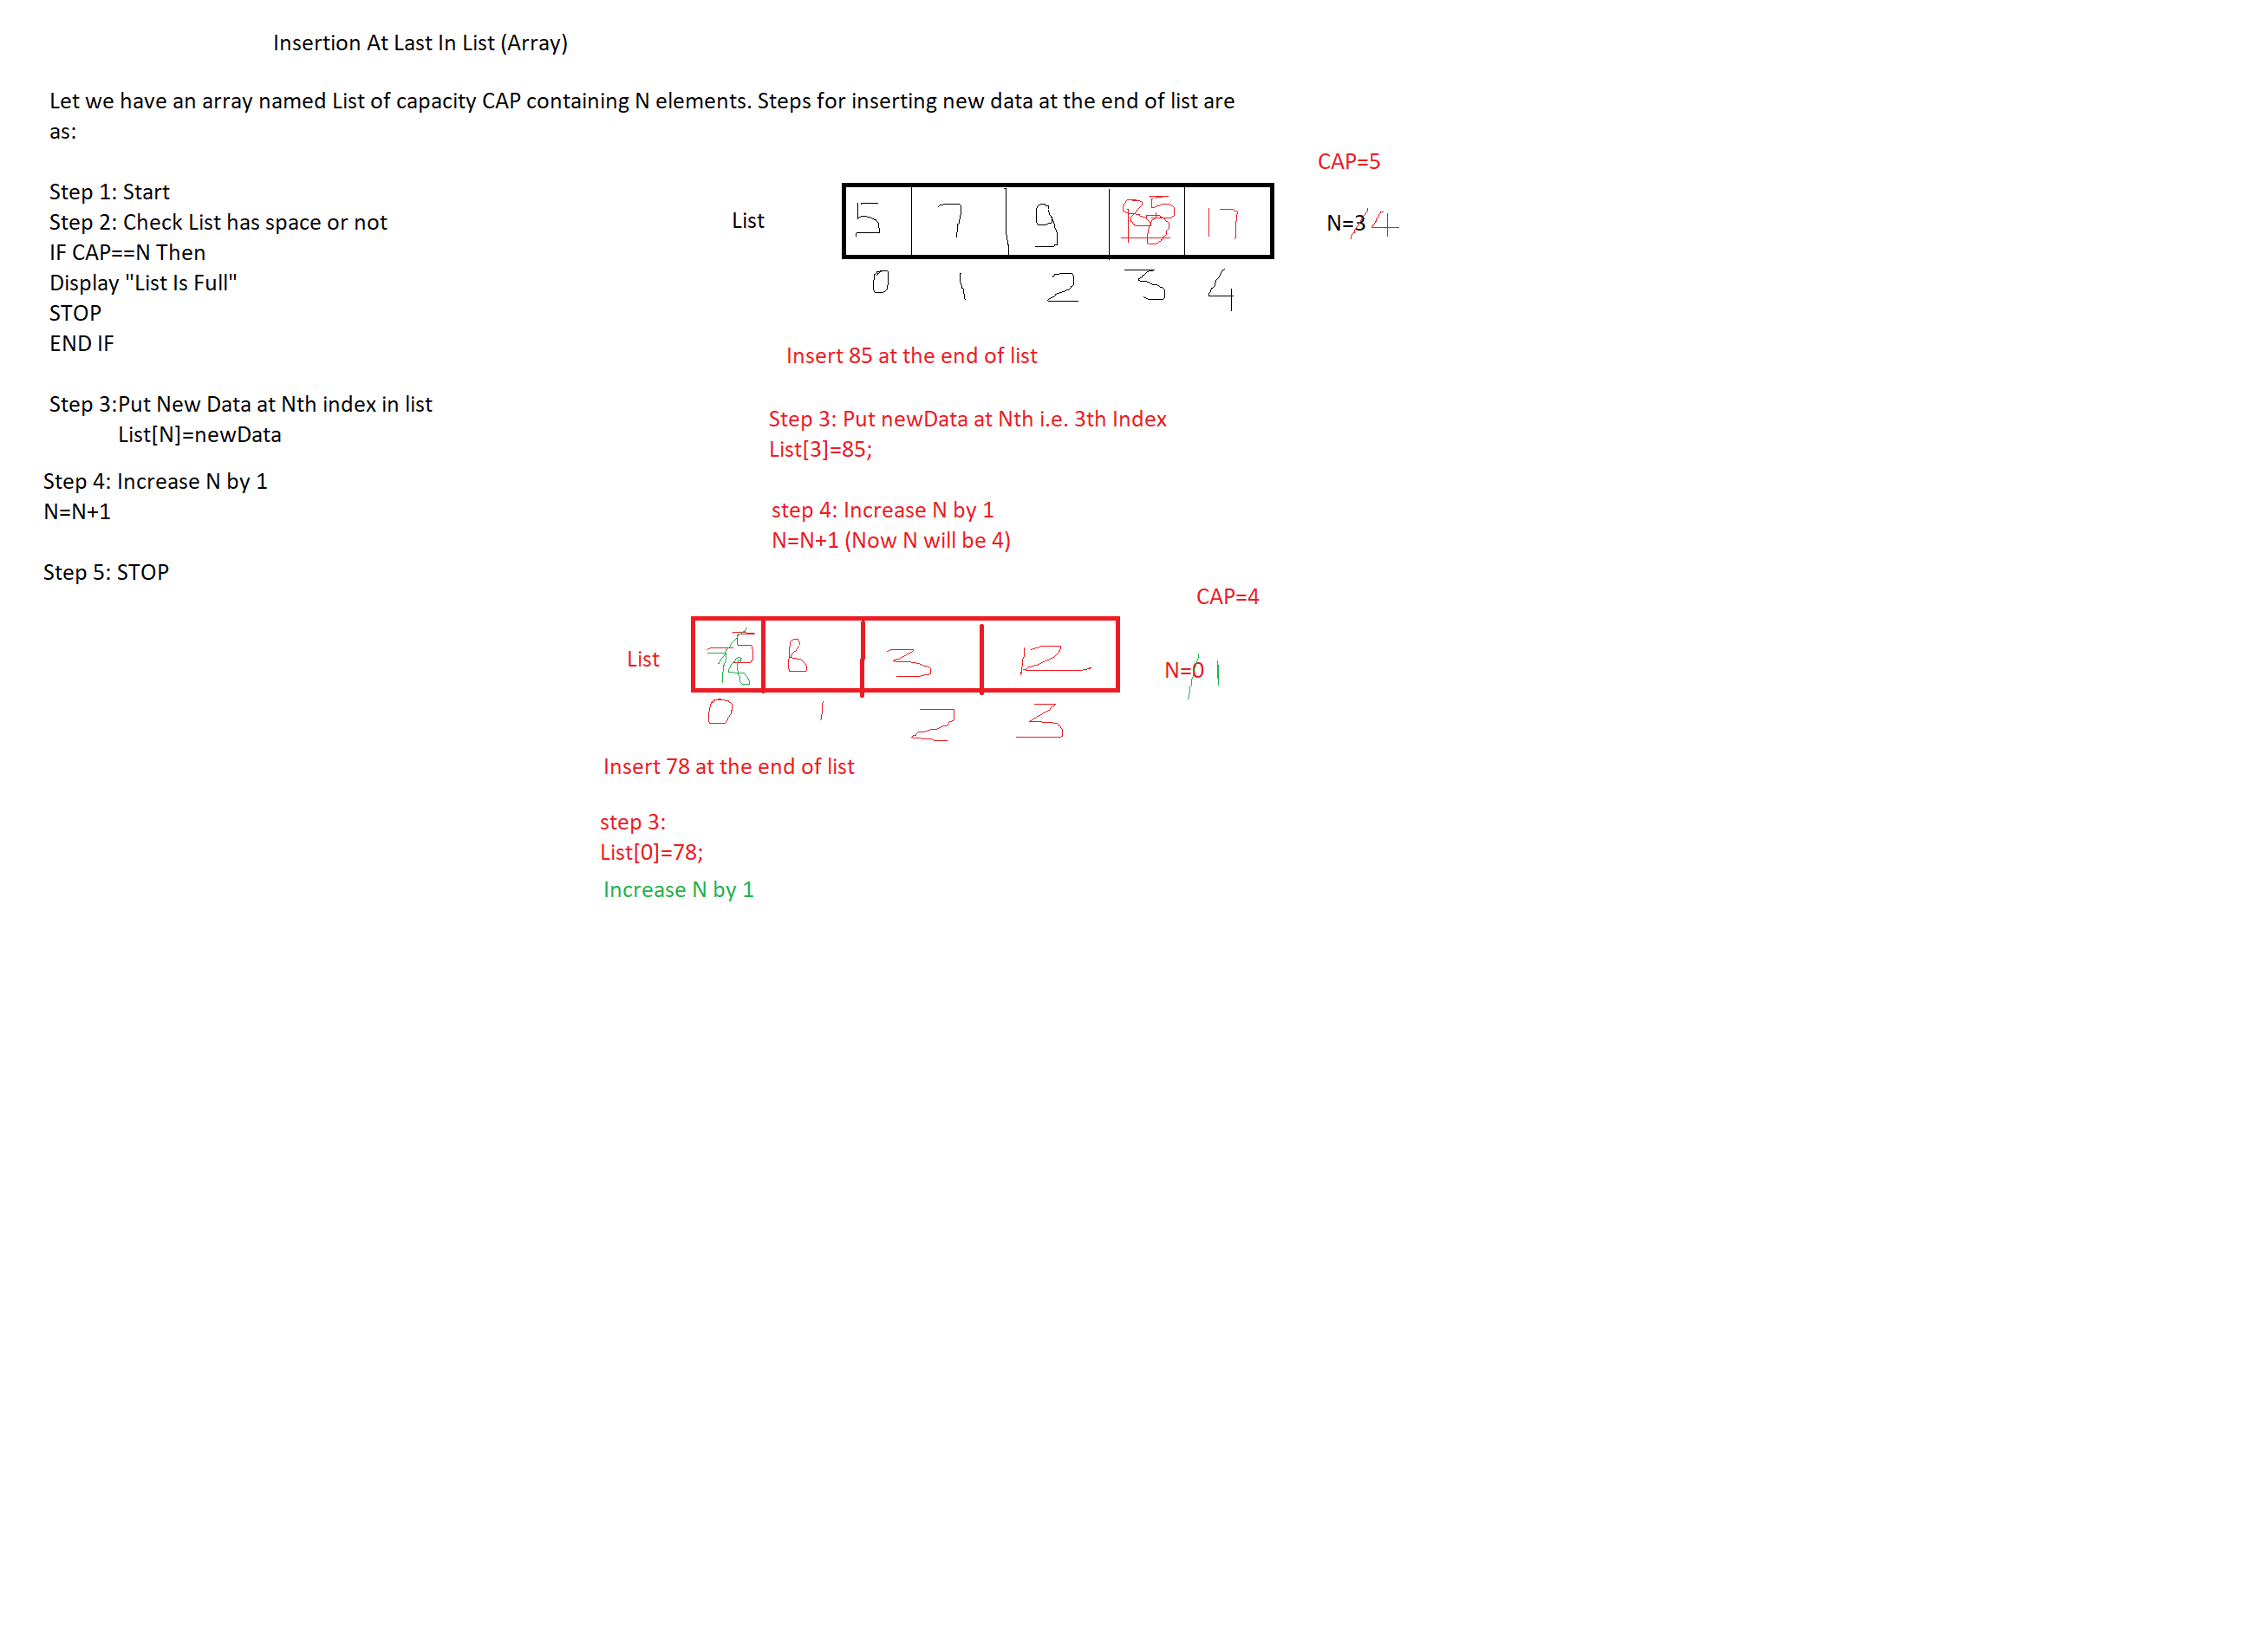 Insertion At Last In List (Array)
Let we have an array named List of capacity CAP containing N elements. Steps for inserting new data at the end of list are
as:
Step 1: Start
Step 2: Check List has space or not
IF CAP==N Then
Display "List Is Full"
STOP
END IF
Step 3:Put New Data at Nth index in list
List[N]=newData
Step 4: Increase N by 1
N=N+1
Step 5: STOP
CAP=5
List
5 7 9 85 17
N=3 4
0 1 2 3 4
Insert 85 at the end of list
Step 3: Put newData at Nth i.e. 3th Index
List[3]=85;
step 4: Increase N by 1
N=N+1 (Now N will be 4)
CAP=4
List
78 8 3 12
N=0 1
0 1 2 3
Insert 78 at the end of list
step 3:
List[0]=78;
Increase N by 1